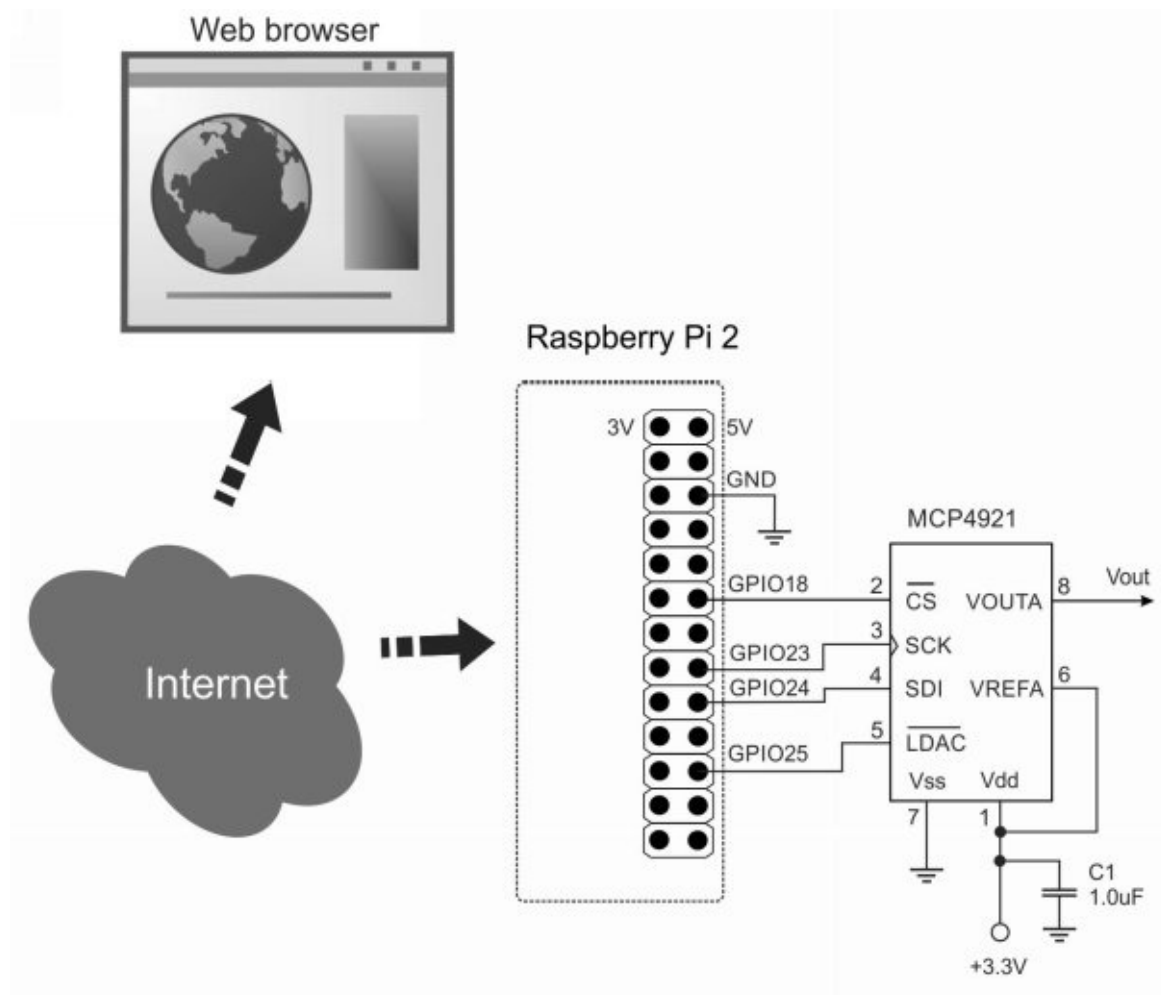 Web browser
Internet
Raspberry Pi 2
3V
5V
GND
GPIO18
GPIO23
GPIO24
GPIO25
MCP4921
2
CS
VOUTA
8
Vout
3
SCK
4
SDI
VREFA
6
5
LDAC
Vss
Vdd
7
1
C1
1.0uF
+3.3V